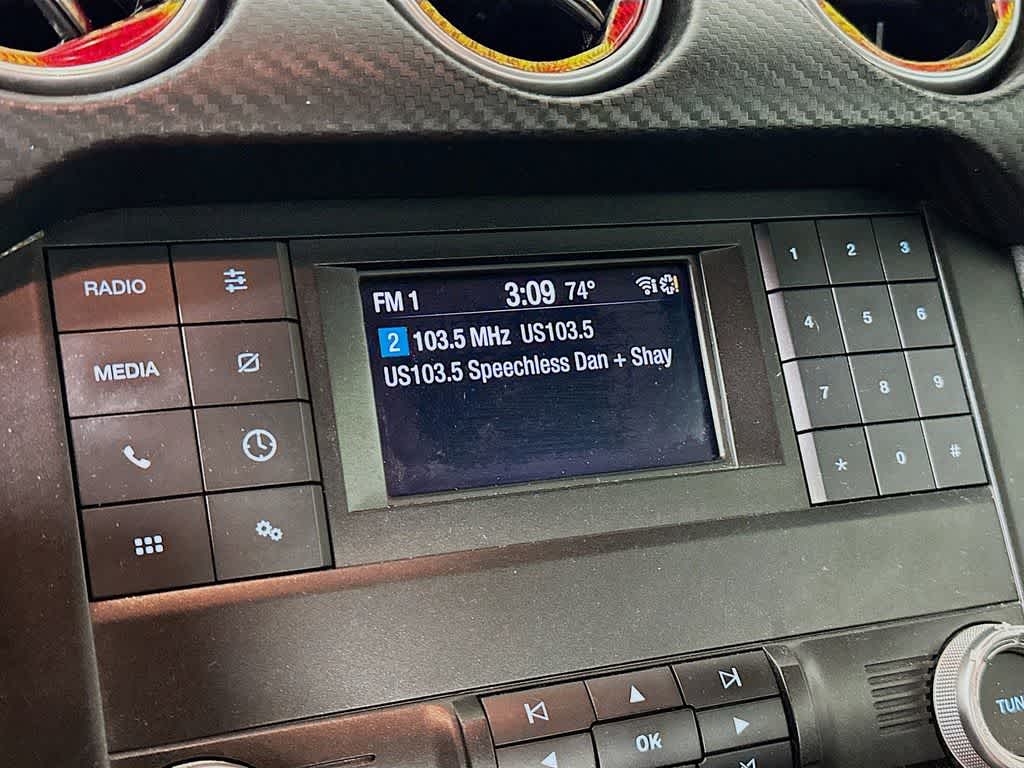 FM 1 3:09 74°
2 103.5 MHz US103.5
US103.5 Speechless Dan + Shay
RADIO
MEDIA
1 2 3
4 5 6
7 8 9
* 0 #
OK
TUN